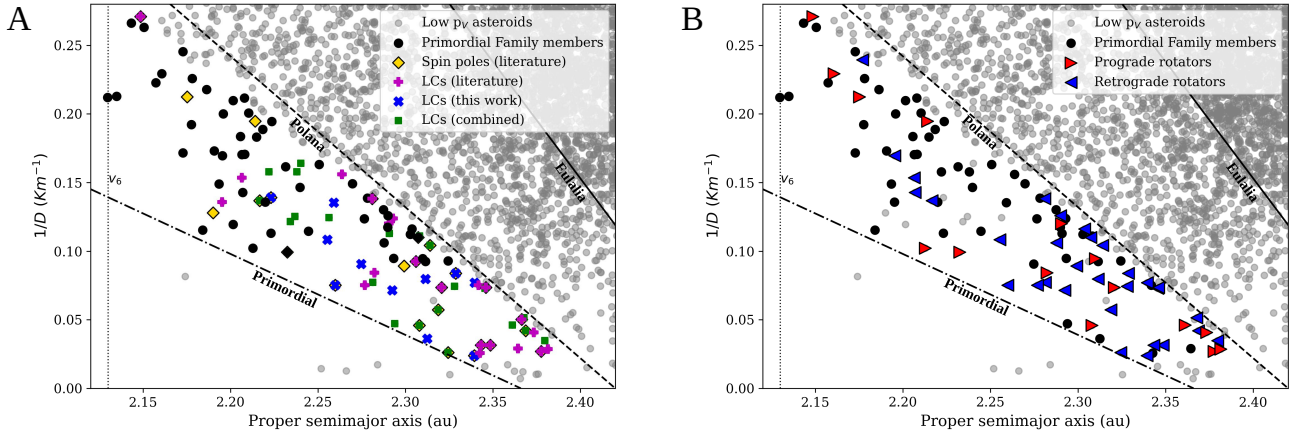 A
Low pV asteroids
Primordial Family members
Spin poles (literature)
LCs (literature)
LCs (this work)
LCs (combined)
Polana
Eulalia
Primordial
ν6
0.25
0.20
0.15
0.10
0.05
0.00
1/D (Km−1)
2.15
2.20
2.25
2.30
2.35
2.40
Proper semimajor axis (au)
B
Low pV asteroids
Primordial Family members
Prograde rotators
Retrograde rotators
Polana
Eulalia
Primordial
ν6
0.25
0.20
0.15
0.10
0.05
0.00
1/D (Km−1)
2.15
2.20
2.25
2.30
2.35
2.40
Proper semimajor axis (au)